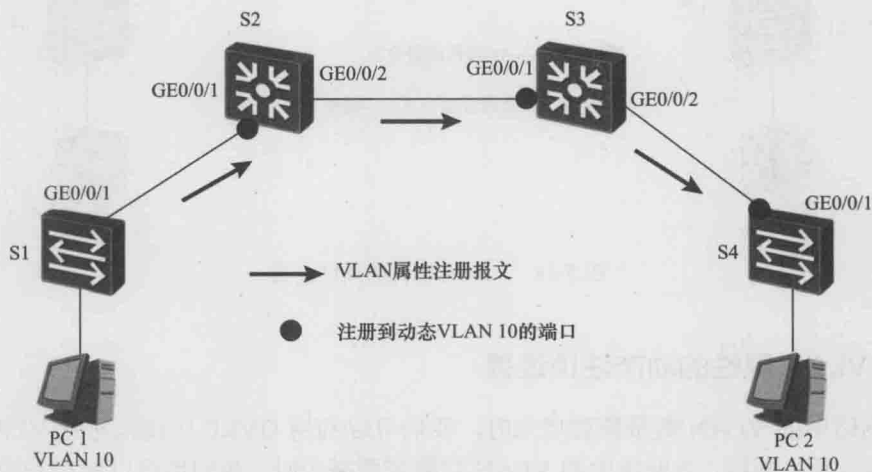 S2
S3
GE0/0/1
GE0/0/2
GE0/0/1
GE0/0/2
GE0/0/1
GE0/0/1
S1
S4
VLAN属性注册报文
注册到动态VLAN 10的端口
PC 1
VLAN 10
PC 2
VLAN 10